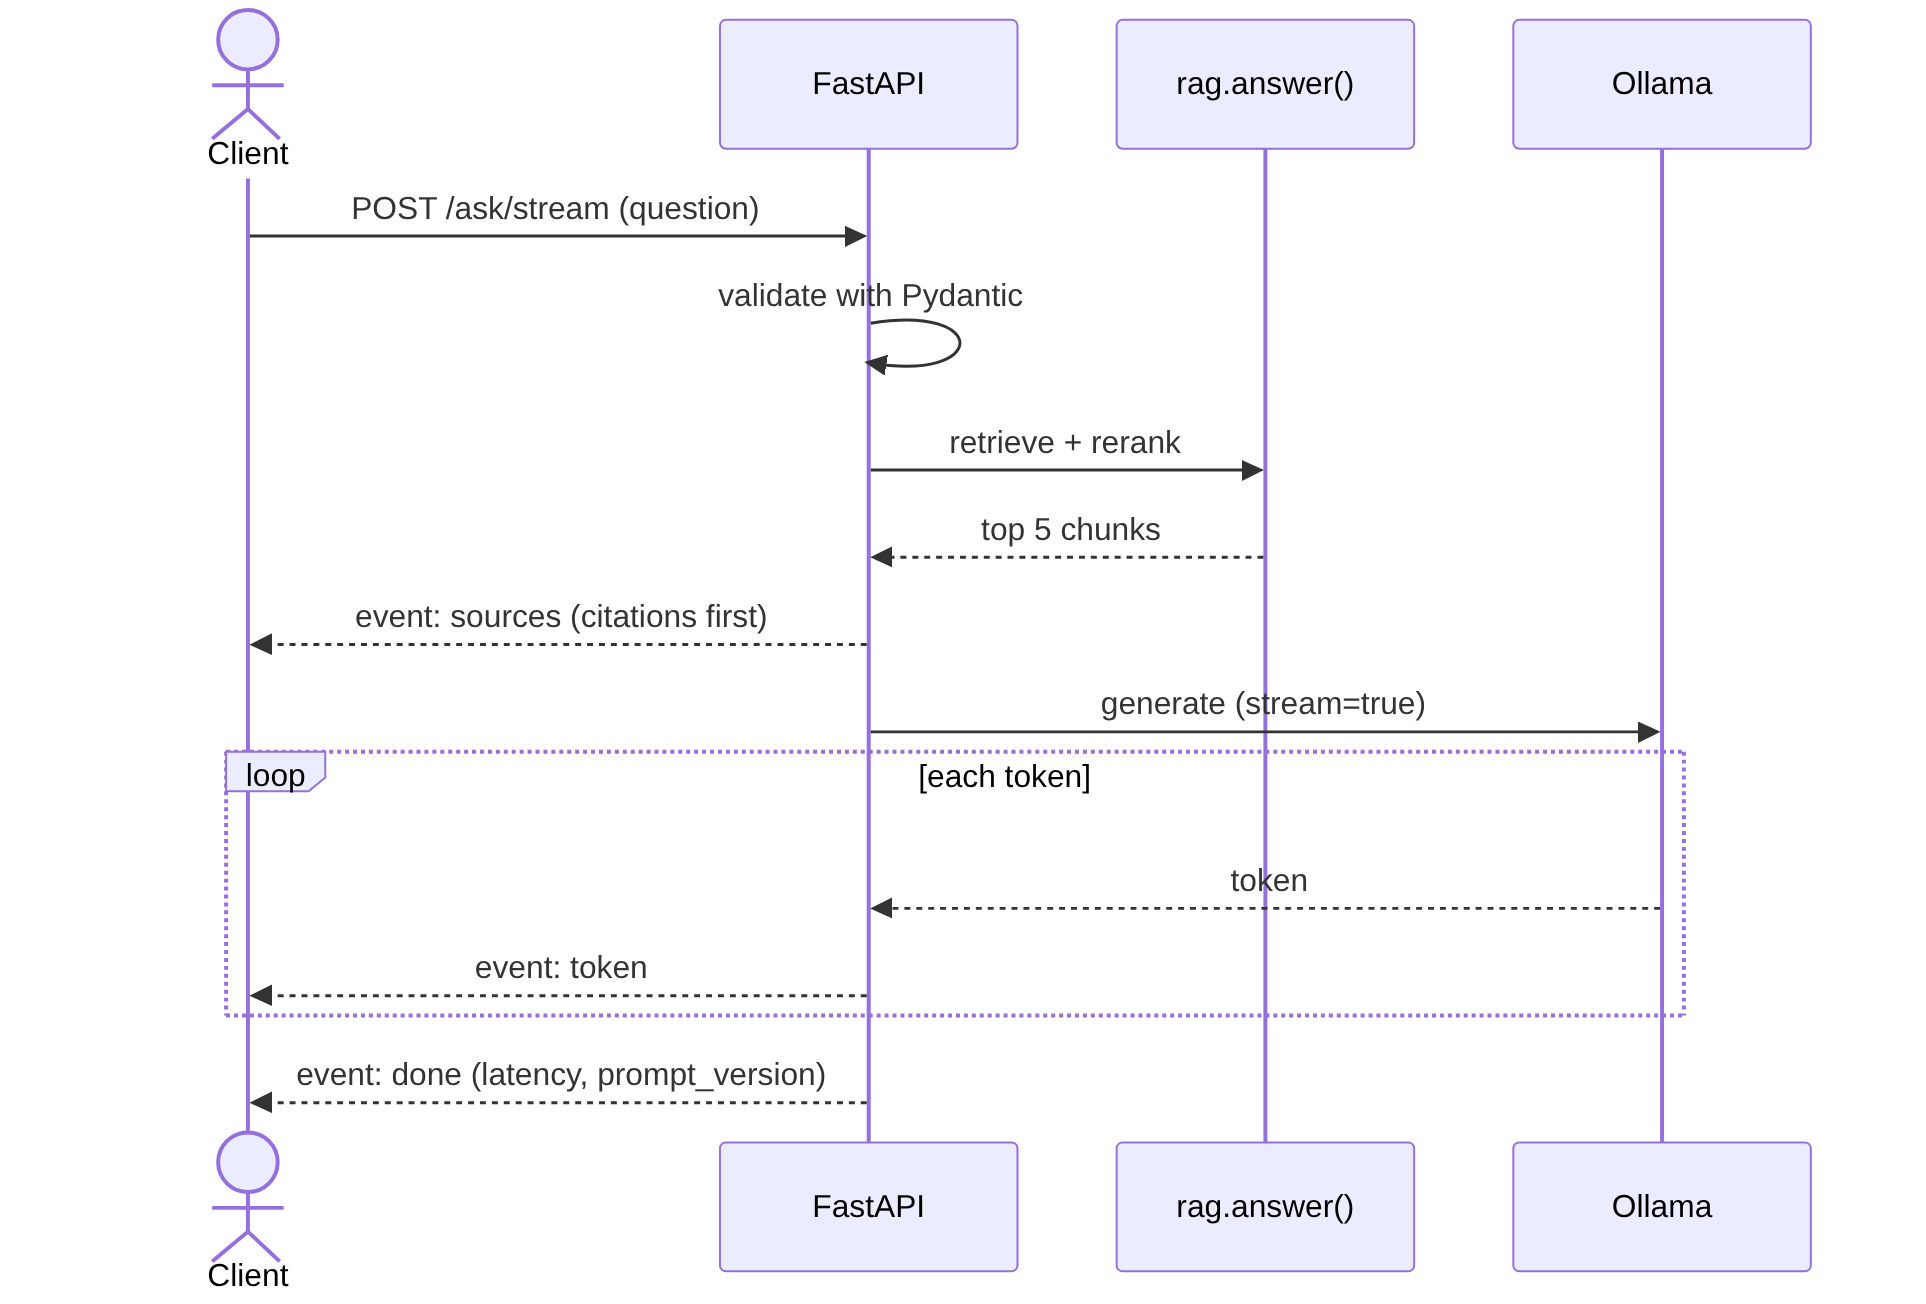 Client
FastAPI
rag.answer()
Ollama
POST /ask/stream (question)
validate with Pydantic
retrieve + rerank
top 5 chunks
event: sources (citations first)
generate (stream=true)
loop
[each token]
token
event: token
event: done (latency, prompt_version)
Client
FastAPI
rag.answer()
Ollama